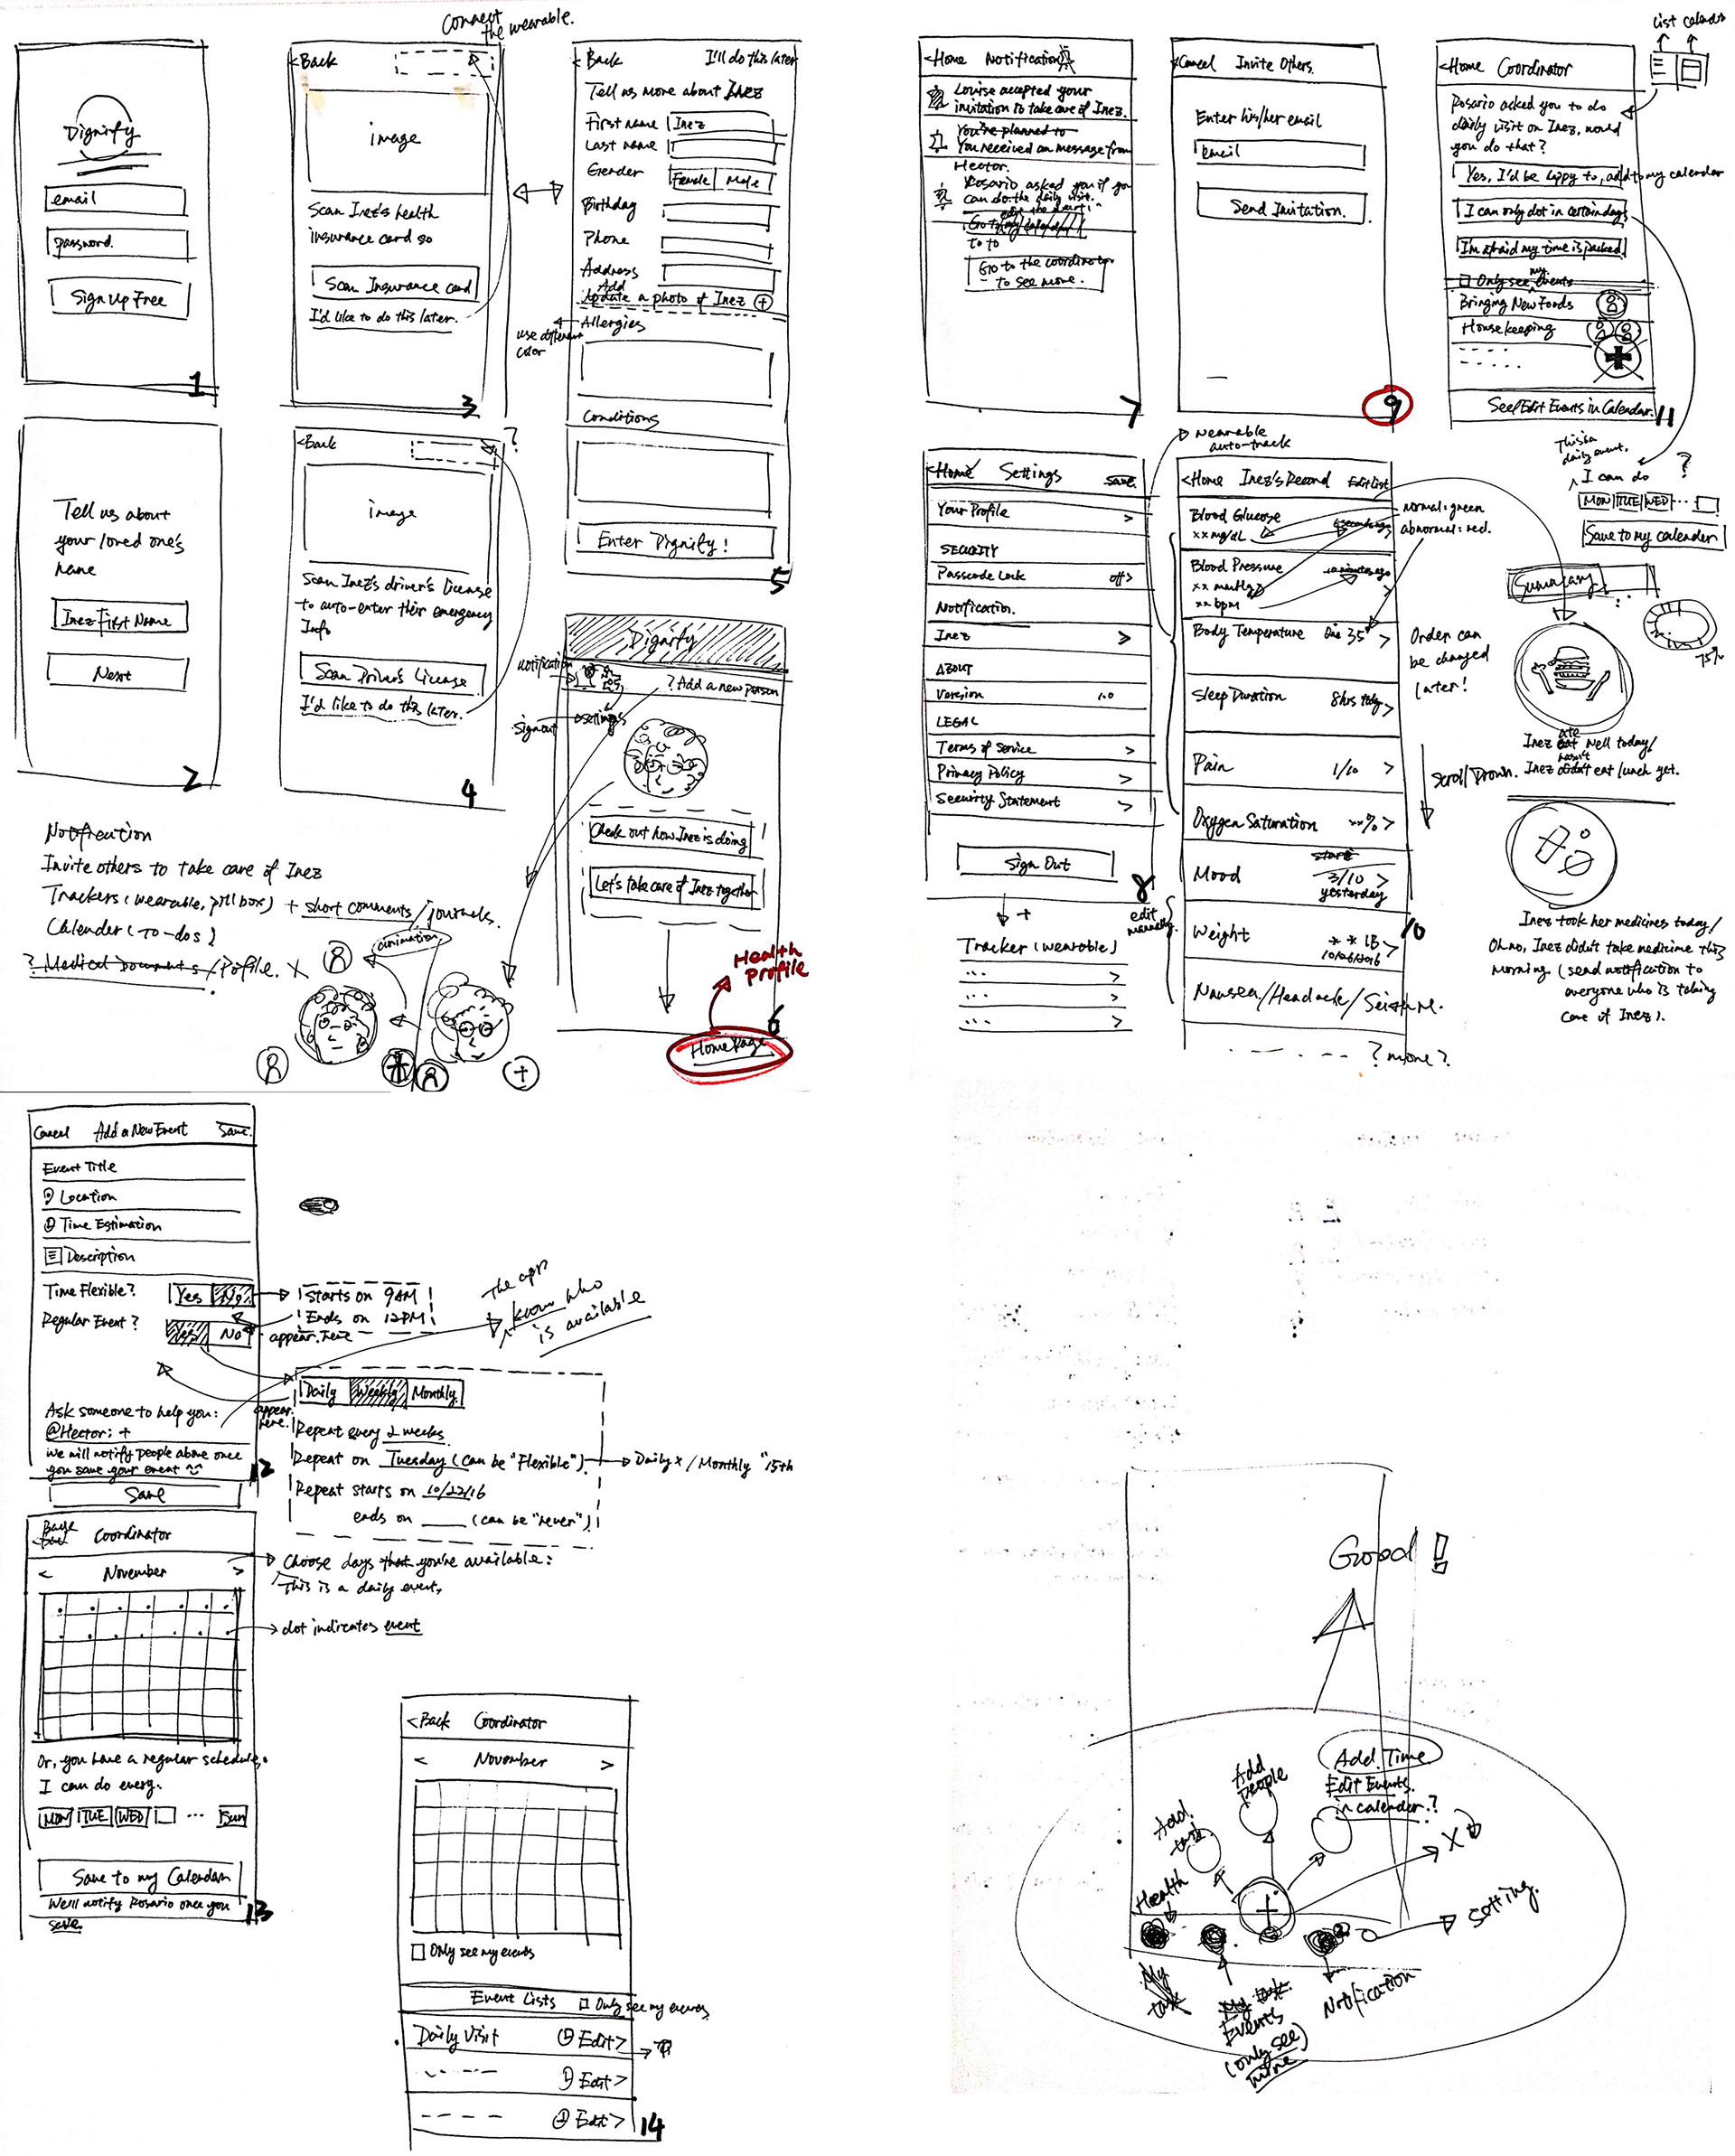 Connect
the wearable.
Dignify
email
password.
Sign Up Free
1
<Back
image
Scan Inez's health
insurance card so
Scan Insurance card
I'd like to do this later.
3
<Back
I'll do this later
Tell us more about Inez
First name
Inez
Last name
Gender
Female
Male
Birthday
Phone
Address
Add
Update a photo of Inez
Allergies
use different
color
Conditions
Enter Dignify!
5
Tell us about
your loved one's
name
Inez First Name
Next
2
<Back
?
image
Scan Inez's driver's license
to auto-enter their emergency
Info
Scan Driver's License
I'd like to do this later.
4
Dignify
notification
? Add a new person
sign out
settings
Check out how Inez is doing
Let's take care of Inez together
6
Health
profile
HomePage
Notification
Invite others to take care of Inez
Trackers (wearable, pillbox) + short comments/journals.
Calender (To-dos)
? Medical Documents / Pofile. X
animation
<Home Notification
Louise accepted your
invitation to take care of Inez.
You're planned to
You received an message from
Hector.
Rosario asked you if you
can do the daily visit.
to to
Go to the coordinator
to see more.
7
Cancel Invite Others.
Enter his/her email
email
Send Invitation.
9
list calendar
<Home Coordinator
Rosario asked you to do
daily visit on Inez, would
you do that?
Yes, I'd be happy to, add to my calendar
I can only do it in certain days
I'm afraid my time is packed
Only see my events
Bringing New Foods
Housekeeping
See/Edit Events in Calendar.
11
This is a
daily event.
I can do
?
MON TUE WED ...
Save to my calender
<Home Settings Save
Your Profile >
SECURITY
Passcode Lock off>
Notification.
Inez >
ABOUT
Version 1.0
LEGAL
Terms of Service >
Privacy Policy >
Security Statement >
Sign Out
8
+
Tracker (wearable)
... >
... >
... >
wearable
auto-track
edit
manually
<Home Inez's Record Edit list
Blood Glucose
xx mg/dL
Blood Pressure 10 minutes ago
xx mmHg
xx bpm
Body Temperature
35 >
Sleep Duration 8hrs tdy >
Pain 1/10 >
Oxygen Saturation **% >
Mood 3/10 >
yesterday
Weight ** lB
10/26/2016
10
Nausea/Headach/Seizure.
? more?
normal=green
abnormal=red.
Order can
be changed
later!
Scroll Down.
Summary
75%
Inez ate well today/
Inez hasn't didn't eat lunch yet.
Inez took her medicines today/
Oh no, Inez didn't take medicine this
morning. (send notification to
everyone who is taking
care of Inez).
Cancel Add a New Event Save
Event Title
Location
Time Estimation
Description
Time Flexible? Yes No
Regular Event? Yes No
Starts on 9AM
Ends on 12PM
appear here
The app
know who
is available
Daily Weekly Monthly
appear
here.
Repeat every 2 weeks
Repeat on Tuesday (can be "Flexible") → Daily x / Monthly "15th
Repeat starts on 10/22/16
ends on ____ (can be "never")
Ask someone to help you:
@Hector; +
We will notify people above once
you save your event
12
Save
Coordinator
< November >
Choose days that you're available:
This is a daily event,
dot indicates event
Or, you have a regular schedule,
I can do every.
MON TUE WED ... Sun
Save to my Calendar
We'll notify Rosario once you
save
13
<Back Coordinator
< November >
Only see my events
Event Lists Only see my events
Daily Visit Edit>
Edit>
Edit>
14
Good!
Add Time
Edit Events
in calender?
Add
people
Add
task
Health
X
setting.
My
task
My task
Events
(only see
mine)
Notification